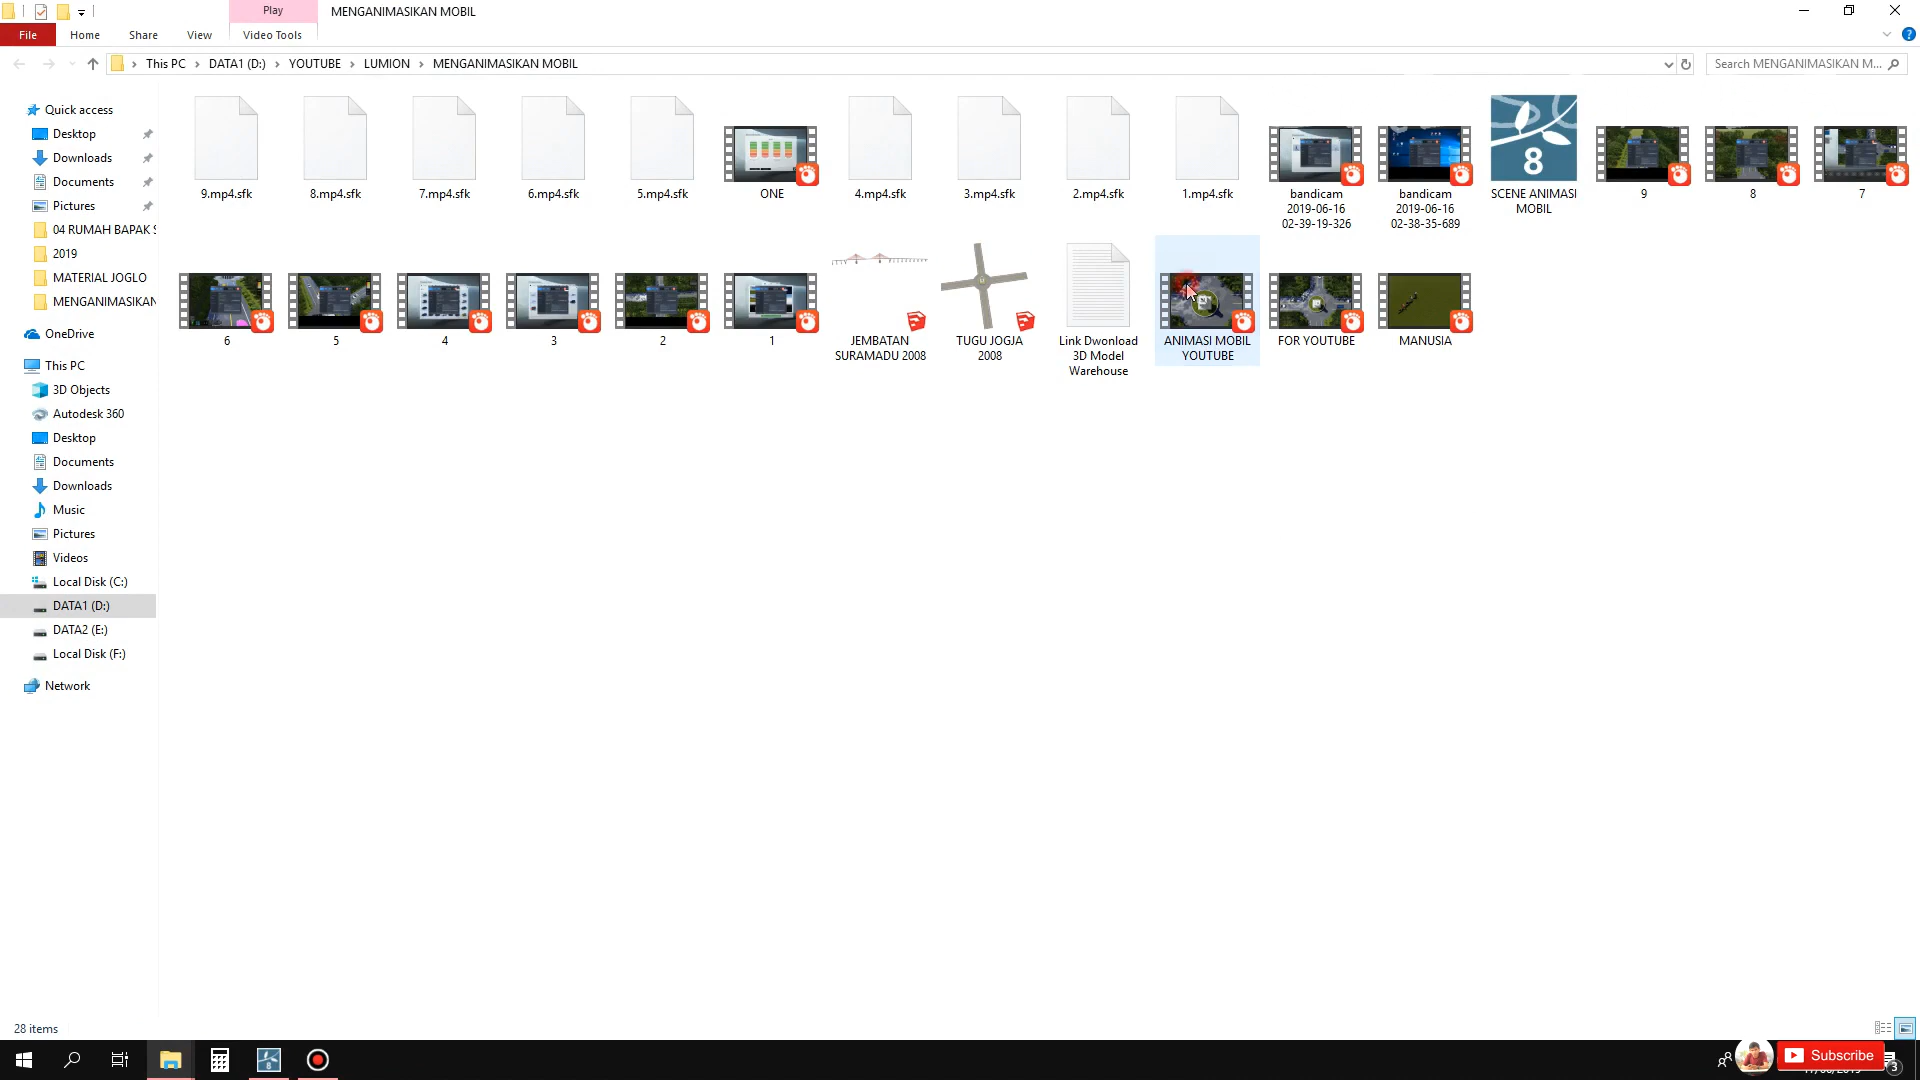 Play
MENGANIMASIKAN MOBIL
File
Home
Share
View
Video Tools
This PC
DATA1 (D:)
YOUTUBE
LUMION
MENGANIMASIKAN MOBIL
Search MENGANIMASIKAN M...
Quick access
Desktop
Downloads
Documents
Pictures
04 RUMAH BAPAK S
2019
MATERIAL JOGLO
MENGANIMASIKAN
OneDrive
This PC
3D Objects
Autodesk 360
Desktop
Documents
Downloads
Music
Pictures
Videos
Local Disk (C:)
DATA1 (D:)
DATA2 (E:)
Local Disk (F:)
Network
9.mp4.sfk
8.mp4.sfk
7.mp4.sfk
6.mp4.sfk
5.mp4.sfk
ONE
4.mp4.sfk
3.mp4.sfk
2.mp4.sfk
1.mp4.sfk
bandicam
2019-06-16
02-39-19-326
bandicam
2019-06-16
02-38-35-689
8
SCENE ANIMASI
MOBIL
9
8
7
6
5
4
3
2
1
JEMBATAN
SURAMADU 2008
TUGU JOGJA
2008
Link Dwonload
3D Model
Warehouse
ANIMASI MOBIL
YOUTUBE
FOR YOUTUBE
MANUSIA
28 items
8
Subscribe
3